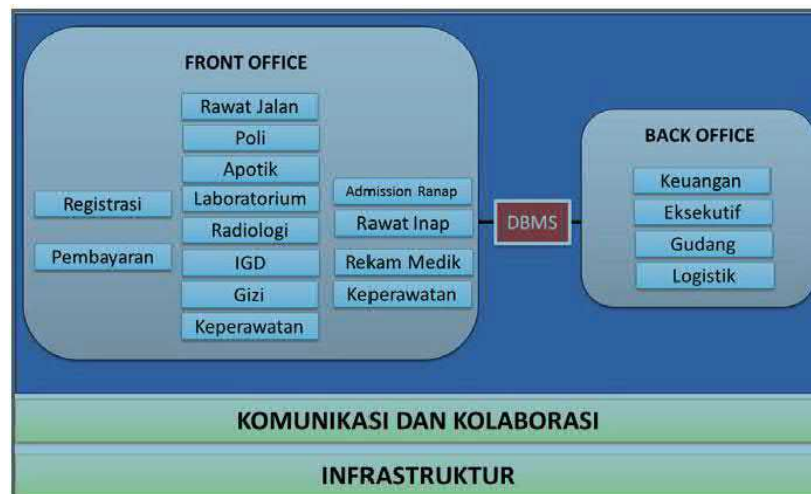 FRONT OFFICE
Registrasi
Pembayaran
Rawat Jalan
Poli
Apotik
Laboratorium
Radiologi
IGD
Gizi
Keperawatan
Admission Ranap
Rawat Inap
Rekam Medik
Keperawatan
DBMS
BACK OFFICE
Keuangan
Eksekutif
Gudang
Logistik
KOMUNIKASI DAN KOLABORASI
INFRASTRUKTUR